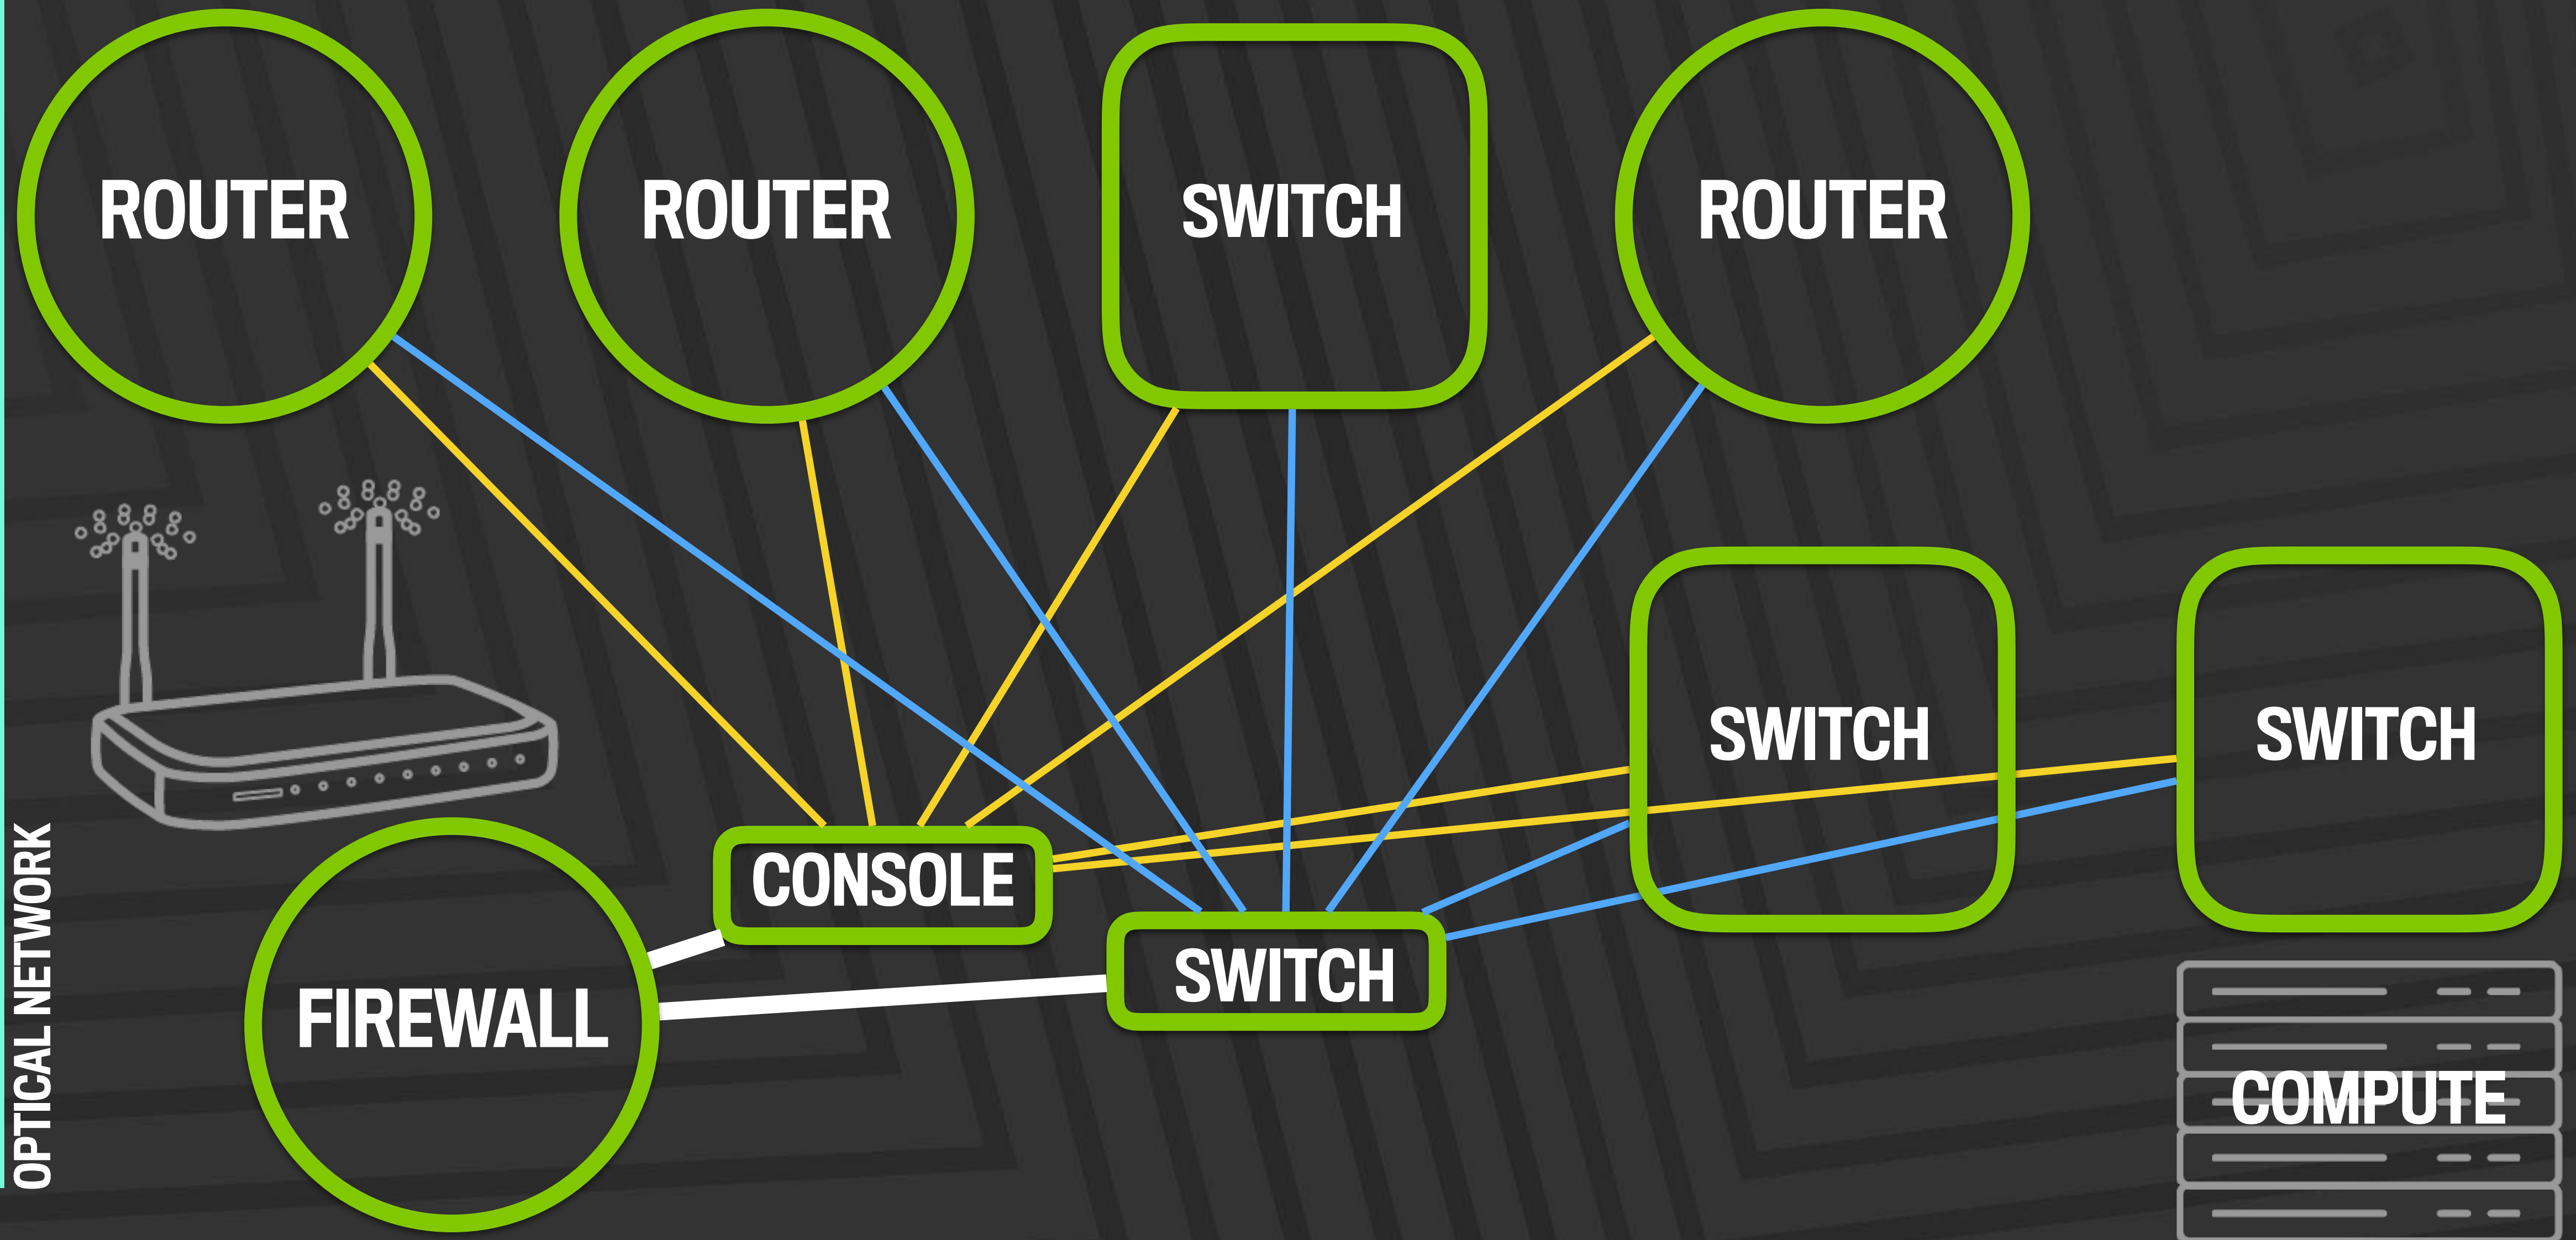 ROUTER
ROUTER
SWITCH
ROUTER
SWITCH
SWITCH
CONSOLE
SWITCH
FIREWALL
OPTICAL NETWORK
COMPUTE